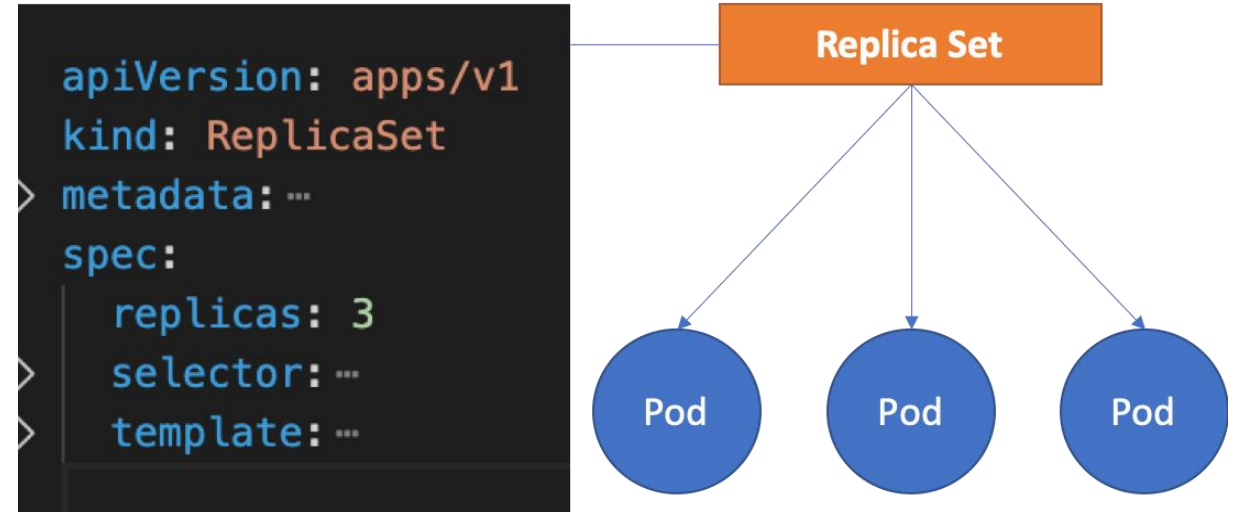 apiVersion: apps/v1
kind: ReplicaSet
metadata: ⋯
spec:
  replicas: 3
  selector: ⋯
  template: ⋯
Replica Set
Pod
Pod
Pod